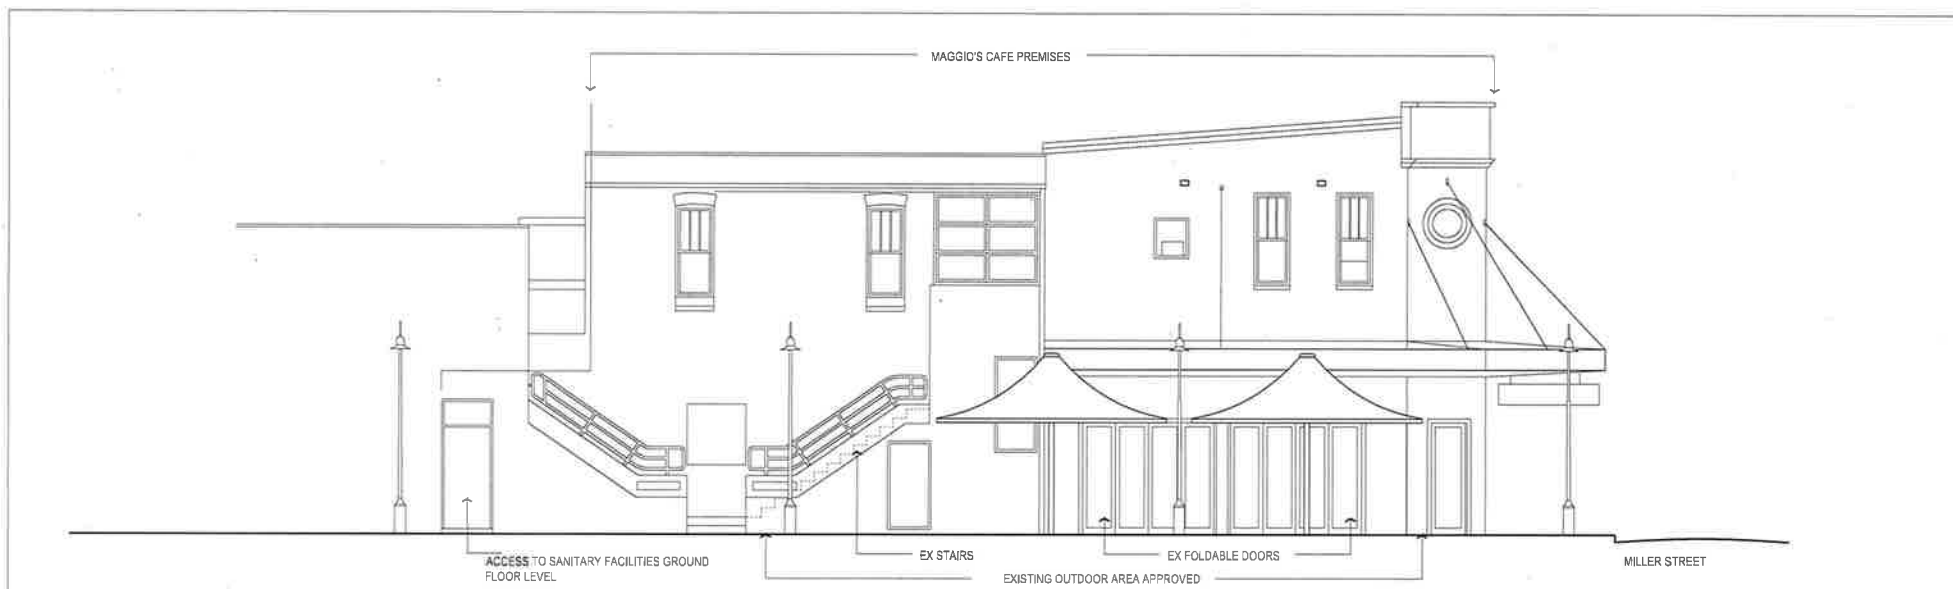 MAGGIO'S CAFE PREMISES
ACCESS TO SANITARY FACILITIES GROUND
FLOOR LEVEL
EX STAIRS
EX FOLDABLE DOORS
EXISTING OUTDOOR AREA APPROVED
MILLER STREET